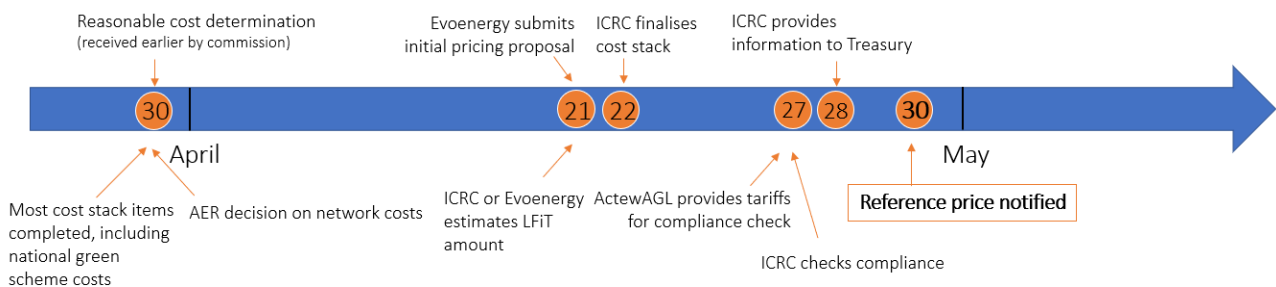 Reasonable cost determination
(received earlier by commission)
Evoenergy submits
initial pricing proposal
ICRC finalises
cost stack
ICRC provides
information to Treasury
30
21
22
27
28
30
April
May
Most cost stack items
completed, including
national green
scheme costs
AER decision on network costs
ICRC or Evoenergy
estimates LFiT
amount
ActewAGL provides tariffs
for compliance check
ICRC checks compliance
Reference price notified